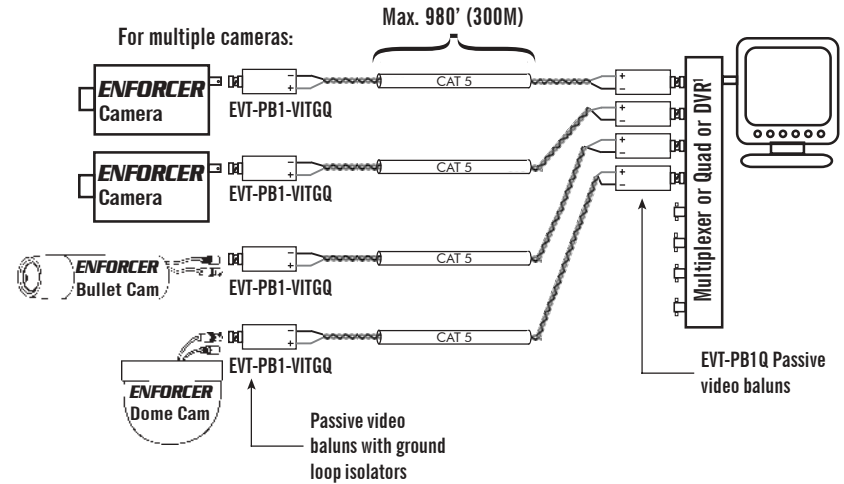 Max. 980' (300M)
For multiple cameras:
ENFORCER
Camera
EVT-PB1-VITGQ
− +
CAT 5
+ −
ENFORCER
Camera
EVT-PB1-VITGQ
− +
CAT 5
+ −
ENFORCER
Bullet Cam
EVT-PB1-VITGQ
− +
CAT 5
+ −
ENFORCER
Dome Cam
EVT-PB1-VITGQ
− +
CAT 5
+ −
Multiplexer or Quad or DVR¹
EVT-PB1Q Passive
video baluns
Passive video
baluns with ground
loop isolators